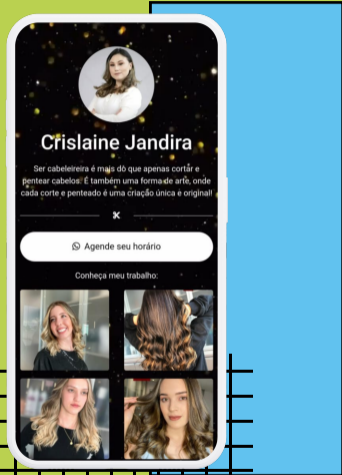 Crislaine Jandira
Ser cabeleireira é mais do que apenas cortar e
pentear cabelos. É também uma forma de arte, onde
cada corte e penteado é uma criação única e original!
Agende seu horário
Conheça meu trabalho: